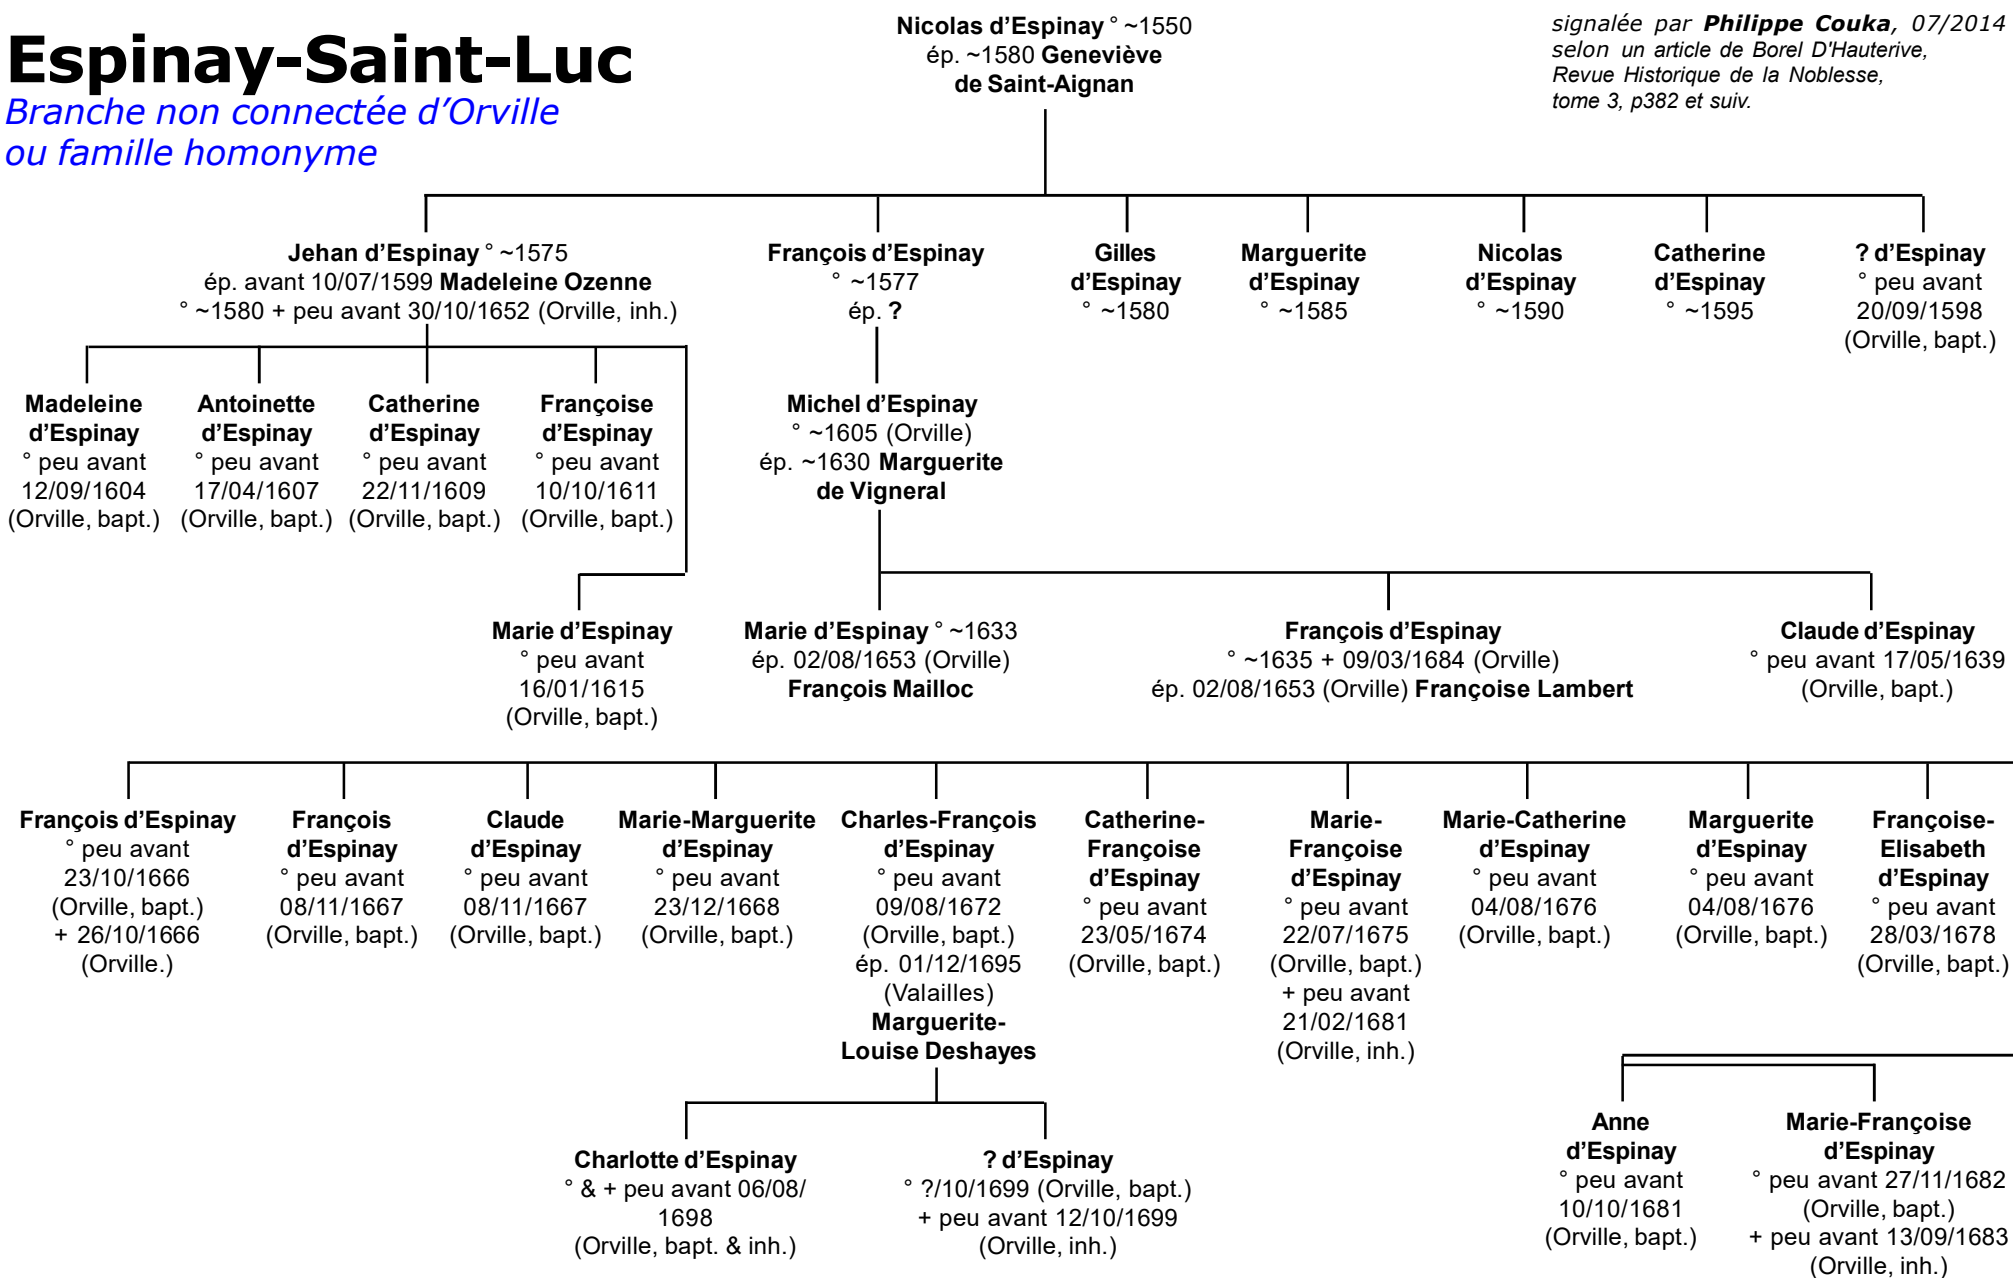 Espinay-Saint-Luc
Branche non connectée d’Orville
ou famille homonyme
Nicolas d’Espinay ° ~1550
ép. ~1580 Geneviève
de Saint-Aignan
signalée par Philippe Couka, 07/2014
selon un article de Borel D'Hauterive,
Revue Historique de la Noblesse,
tome 3, p382 et suiv.
Jehan d’Espinay ° ~1575
ép. avant 10/07/1599 Madeleine Ozenne
° ~1580 + peu avant 30/10/1652 (Orville, inh.)
François d’Espinay
° ~1577
ép. ?
Gilles
d’Espinay
° ~1580
Marguerite
d’Espinay
° ~1585
Nicolas
d’Espinay
° ~1590
Catherine
d’Espinay
° ~1595
? d’Espinay
° peu avant
20/09/1598
(Orville, bapt.)
Madeleine
d’Espinay
° peu avant
12/09/1604
(Orville, bapt.)
Antoinette
d’Espinay
° peu avant
17/04/1607
(Orville, bapt.)
Catherine
d’Espinay
° peu avant
22/11/1609
(Orville, bapt.)
Françoise
d’Espinay
° peu avant
10/10/1611
(Orville, bapt.)
Michel d’Espinay
° ~1605 (Orville)
ép. ~1630 Marguerite
de Vigneral
Marie d’Espinay
° peu avant
16/01/1615
(Orville, bapt.)
Marie d’Espinay ° ~1633
ép. 02/08/1653 (Orville)
François Mailloc
François d’Espinay
° ~1635 + 09/03/1684 (Orville)
ép. 02/08/1653 (Orville) Françoise Lambert
Claude d’Espinay
° peu avant 17/05/1639
(Orville, bapt.)
François d’Espinay
° peu avant
23/10/1666
(Orville, bapt.)
+ 26/10/1666
(Orville.)
François
d’Espinay
° peu avant
08/11/1667
(Orville, bapt.)
Claude
d’Espinay
° peu avant
08/11/1667
(Orville, bapt.)
Marie-Marguerite
d’Espinay
° peu avant
23/12/1668
(Orville, bapt.)
Charles-François
d’Espinay
° peu avant
09/08/1672
(Orville, bapt.)
ép. 01/12/1695
(Valailles)
Marguerite-
Louise Deshayes
Catherine-
Françoise
d’Espinay
° peu avant
23/05/1674
(Orville, bapt.)
Marie-
Françoise
d’Espinay
° peu avant
22/07/1675
(Orville, bapt.)
+ peu avant
21/02/1681
(Orville, inh.)
Marie-Catherine
d’Espinay
° peu avant
04/08/1676
(Orville, bapt.)
Marguerite
d’Espinay
° peu avant
04/08/1676
(Orville, bapt.)
Françoise-
Elisabeth
d’Espinay
° peu avant
28/03/1678
(Orville, bapt.)
Charlotte d’Espinay
° & + peu avant 06/08/
1698
(Orville, bapt. & inh.)
? d’Espinay
° ?/10/1699 (Orville, bapt.)
+ peu avant 12/10/1699
(Orville, inh.)
Anne
d’Espinay
° peu avant
10/10/1681
(Orville, bapt.)
Marie-Françoise
d’Espinay
° peu avant 27/11/1682
(Orville, bapt.)
+ peu avant 13/09/1683
(Orville, inh.)